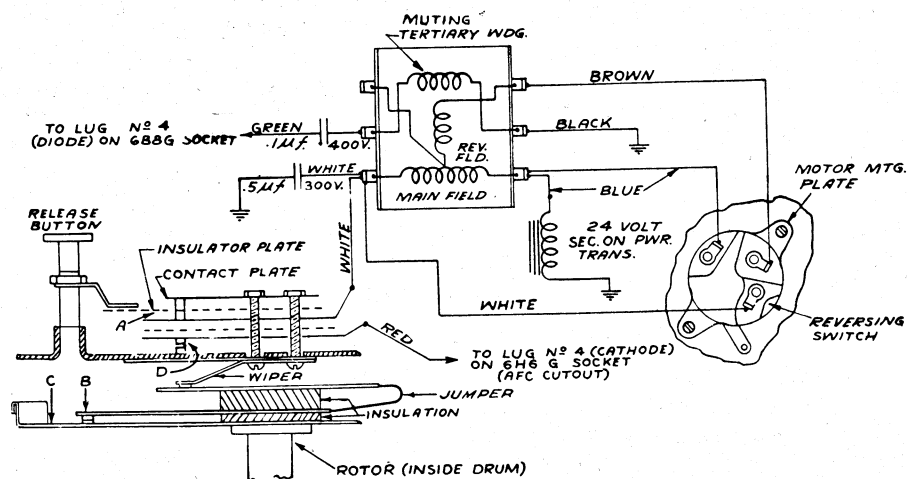 MUTING
TERTIARY WDG.
BROWN
TO LUG Nº 4
(DIODE) ON 6B8G SOCKET
GREEN
.1µf
400V.
BLACK
REV.
FLD.
WHITE
.5µf
300V.
MAIN FIELD
BLUE
MOTOR MTG.
PLATE
RELEASE
BUTTON
INSULATOR PLATE
CONTACT PLATE
WHITE
24 VOLT
SEC. ON PWR.
TRANS.
A
WHITE
REVERSING
SWITCH
RED
TO LUG Nº 4 (CATHODE)
ON 6H6 G SOCKET
(AFC CUTOUT)
D
WIPER
C
B
JUMPER
INSULATION
ROTOR (INSIDE DRUM)